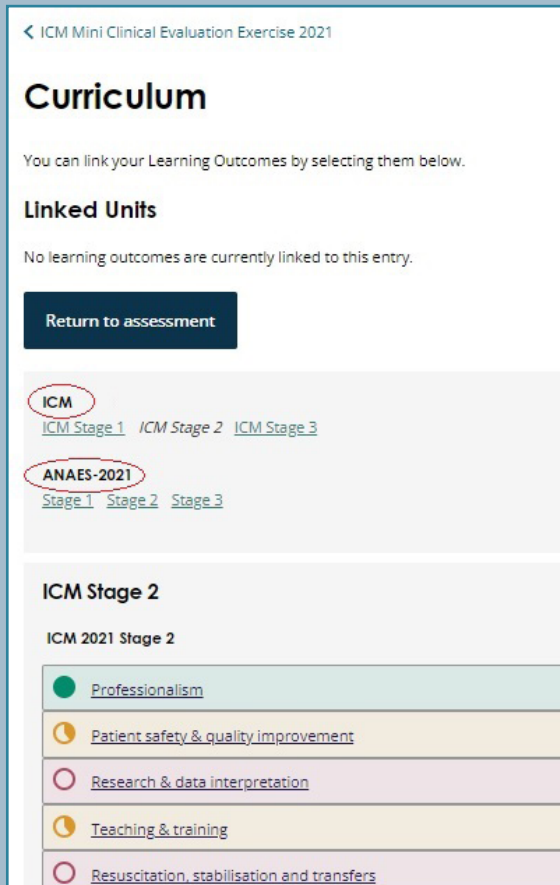 ICM Mini Clinical Evaluation Exercise 2021
Curriculum
You can link your Learning Outcomes by selecting them below.
Linked Units
No learning outcomes are currently linked to this entry.
Return to assessment
ICM
ICM Stage 1 ICM Stage 2 ICM Stage 3
ANAES-2021
Stage 1 Stage 2 Stage 3
ICM Stage 2
ICM 2021 Stage 2
Professionalism
Patient safety & quality improvement
Research & data interpretation
Teaching & training
Resuscitation, stabilisation and transfers